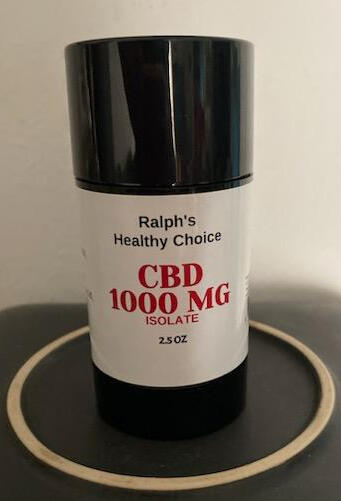 Ralph's
Healthy Choice
CBD
1000 MG
ISOLATE
2.5 OZ